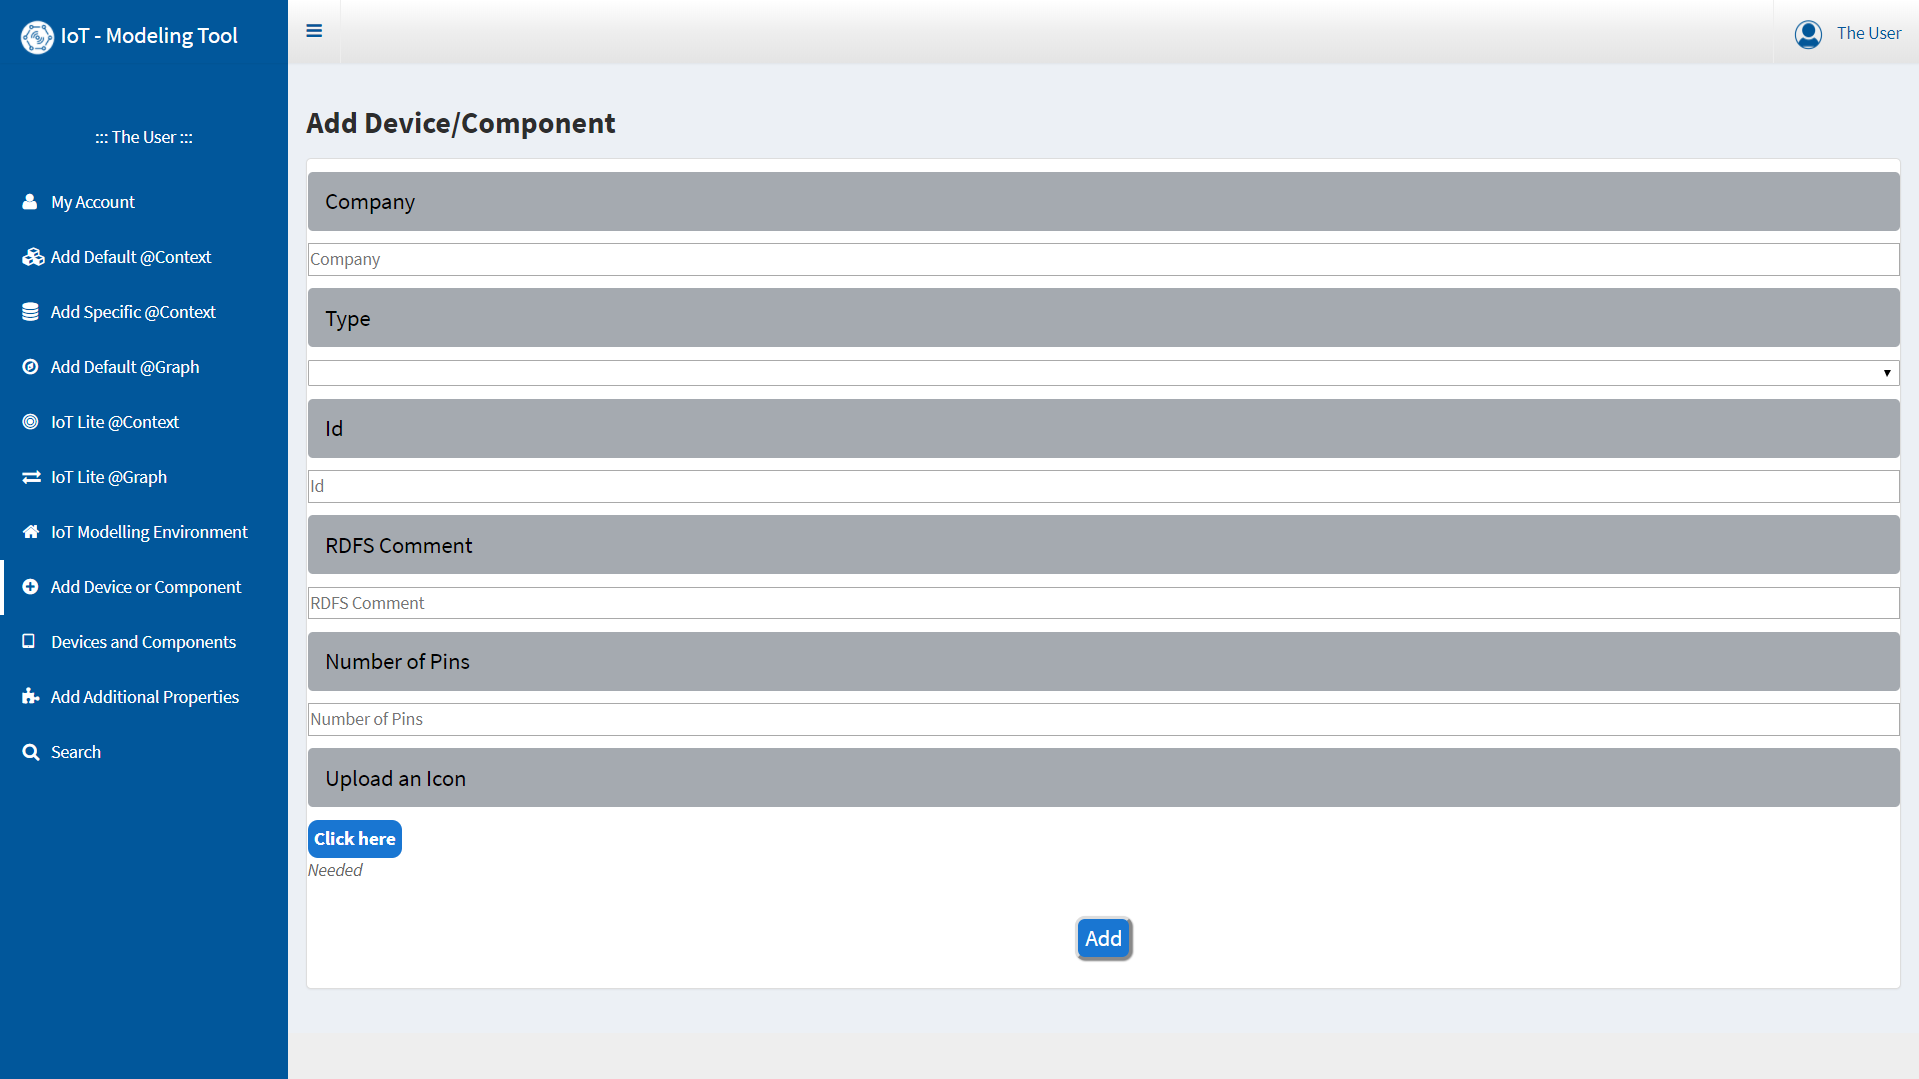 IoT - Modeling Tool
The User
::: The User :::
My Account
Add Default @Context
Add Specific @Context
Add Default @Graph
IoT Lite @Context
IoT Lite @Graph
IoT Modelling Environment
Add Device or Component
Devices and Components
Add Additional Properties
Search
Add Device/Component
Company
Company
Type
Id
Id
RDFS Comment
RDFS Comment
Number of Pins
Number of Pins
Upload an Icon
Click here
Needed
Add